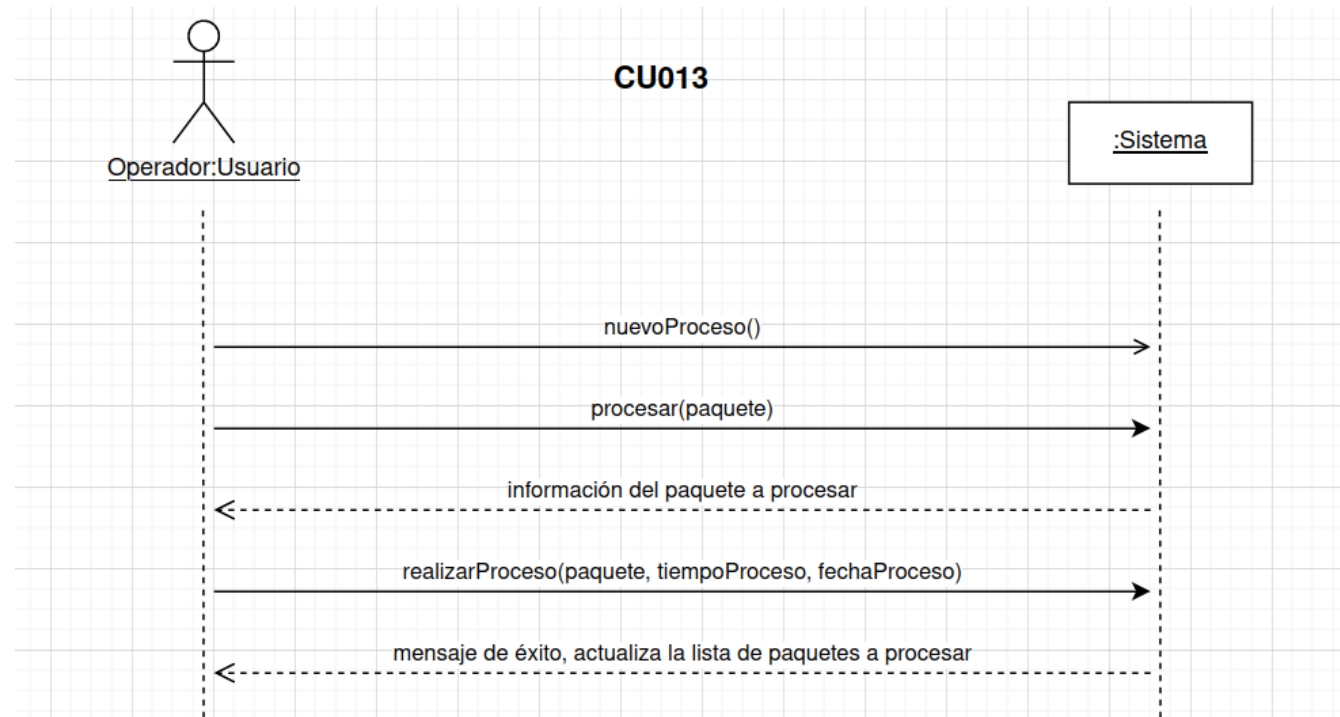 CU013
Operador:Usuario
:Sistema
nuevoProceso()
procesar(paquete)
información del paquete a procesar
realizarProceso(paquete, tiempoProceso, fechaProceso)
mensaje de éxito, actualiza la lista de paquetes a procesar